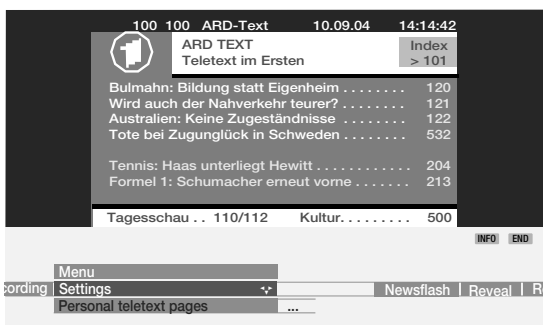 100 100 ARD-Text 10.09.04 14:14:42
ARD TEXT Index
Teletext im Ersten > 101
Bulmahn: Bildung statt Eigenheim . . . . . . . . 120
Wird auch der Nahverkehr teurer? . . . . . . . . 121
Australien: Keine Zugeständnisse . . . . . . . . 122
Tote bei Zugunglück in Schweden . . . . . . . . 532
Tennis: Haas unterliegt Hewitt . . . . . . . . . . . . 204
Formel 1: Schumacher erneut vorne . . . . . . . 213
Tagesschau . . 110/112 Kultur. . . . . . . . . 500
INFO END
Menu
cording Settings Newsflash Reveal R
Personal teletext pages ...